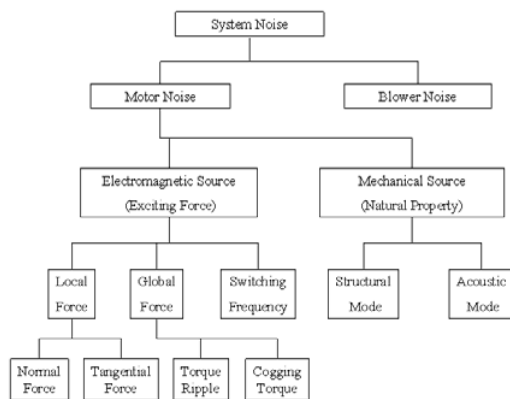 System Noise
Motor Noise
Blower Noise
Electromagnetic Source
(Exciting Force)
Mechanical Source
(Natural Property)
Local
Force
Global
Force
Switching
Frequency
Structural
Mode
Acoustic
Mode
Normal
Force
Tangential
Force
Torque
Ripple
Cogging
Torque